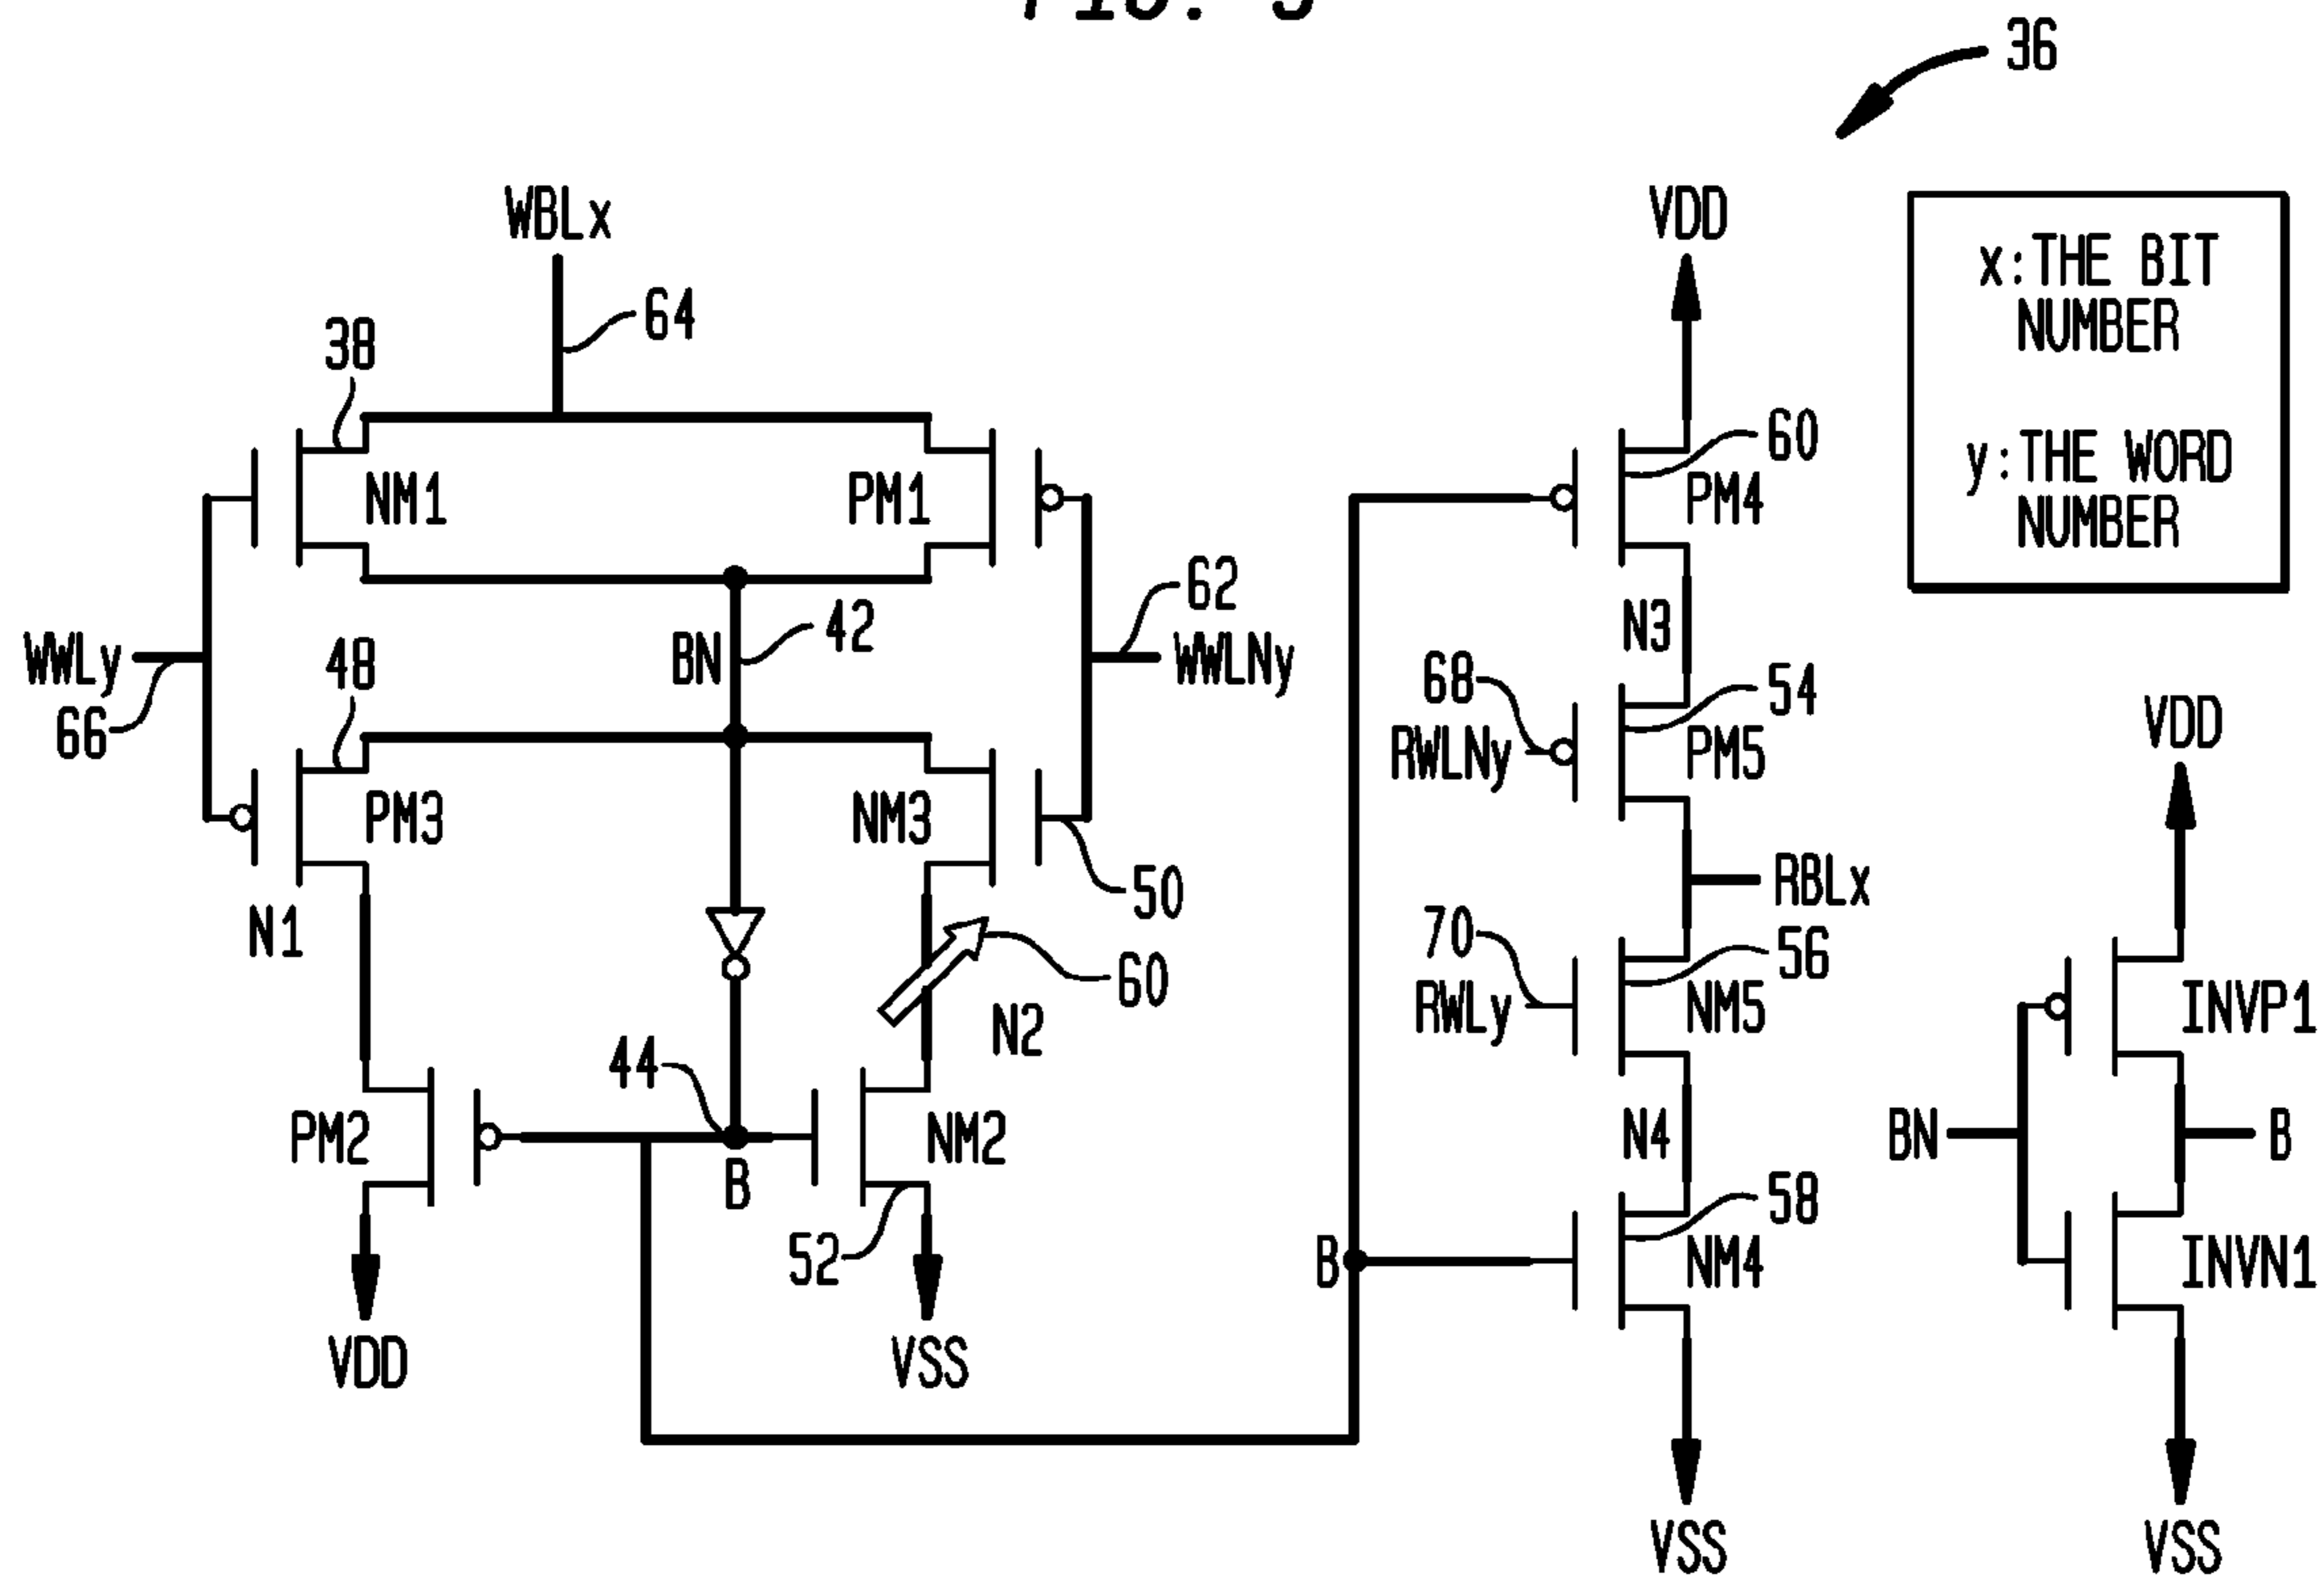 FIG. 5
36
WBLx
64
VDD
x:THE BIT
NUMBER
y:THE WORD
NUMBER
38
NM1
PM1
60
PM4
WWLy
66
48
BN
42
62
WWLNy
N3
68
RWLNy
54
PM5
VDD
PM3
NM3
50
RBLx
N1
60
N2
70
RWLy
56
NM5
INVP1
44
PM2
B
NM2
52
N4
BN
B
B
58
NM4
INVN1
VDD
VSS
VSS
VSS